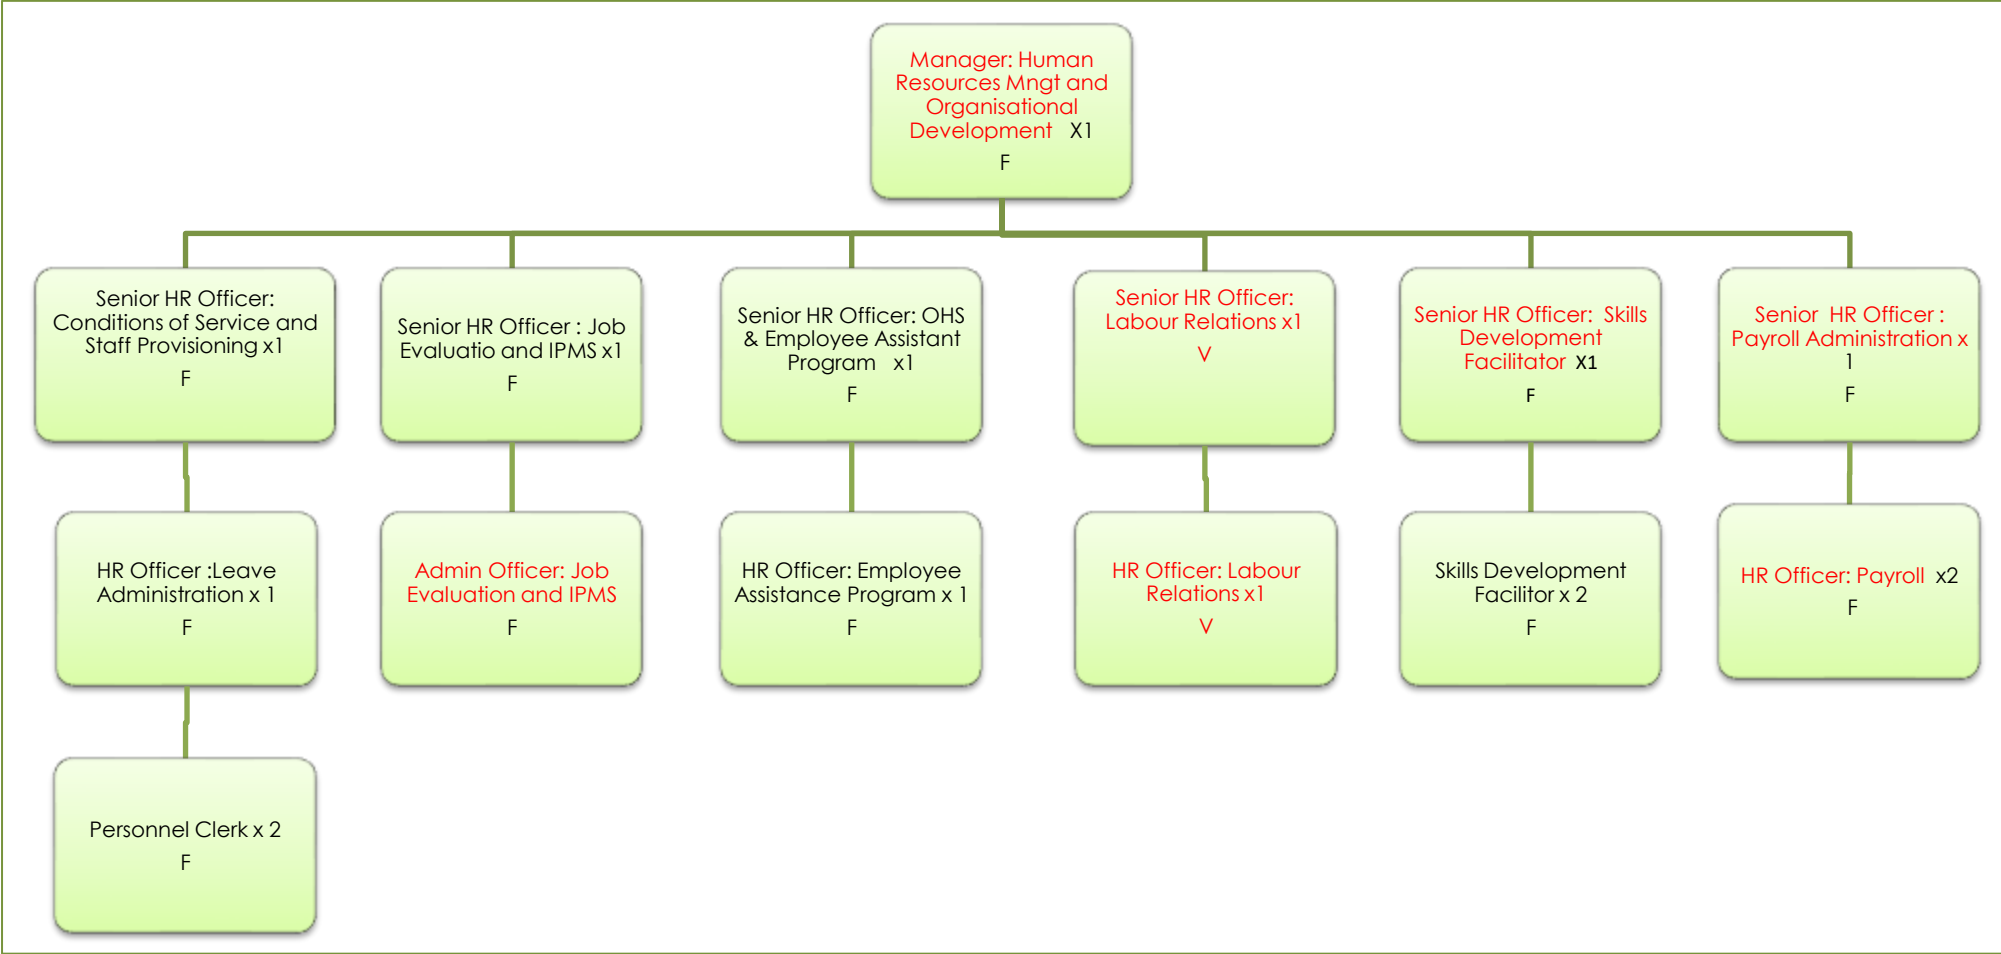 Manager: Human
Resources Mngt and
Organisational
Development X1
F
Senior HR Officer:
Conditions of Service and
Staff Provisioning x1
F
Senior HR Officer : Job
Evaluatio and IPMS x1
F
Senior HR Officer: OHS
& Employee Assistant
Program x1
F
Senior HR Officer:
Labour Relations x1
V
Senior HR Officer: Skills
Development
Facilitator X1
F
Senior HR Officer :
Payroll Administration x
1
F
HR Officer :Leave
Administration x 1
F
Admin Officer: Job
Evaluation and IPMS
F
HR Officer: Employee
Assistance Program x 1
F
HR Officer: Labour
Relations x1
V
Skills Development
Facilitor x 2
F
HR Officer: Payroll x2
F
Personnel Clerk x 2
F